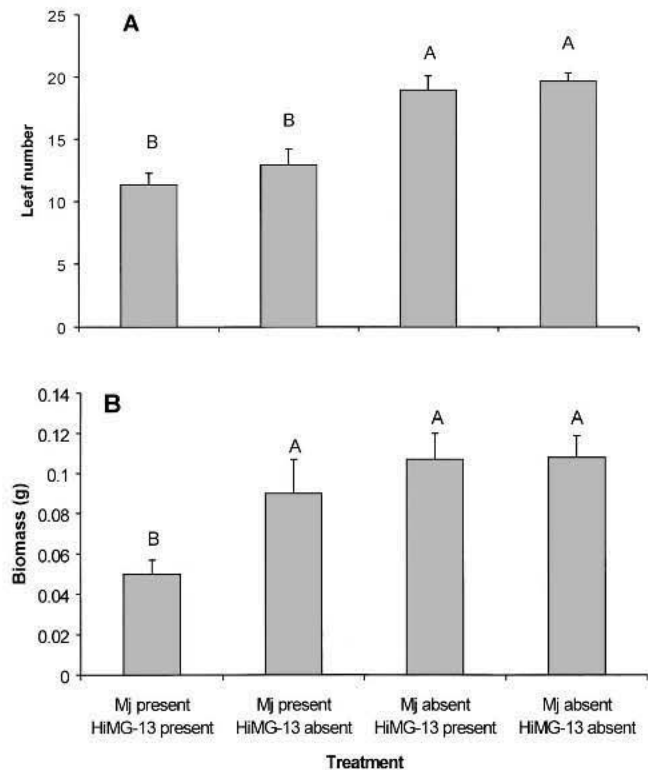 A
25
20
15
10
5
0
Leaf number
B
B
A
A
B
0.14
0.12
0.1
0.08
0.06
0.04
0.02
0
Biomass (g)
B
A
A
A
Mj present Mj present Mj absent Mj absent
HiMG-13 present HiMG-13 absent HiMG-13 present HiMG-13 absent
Treatment